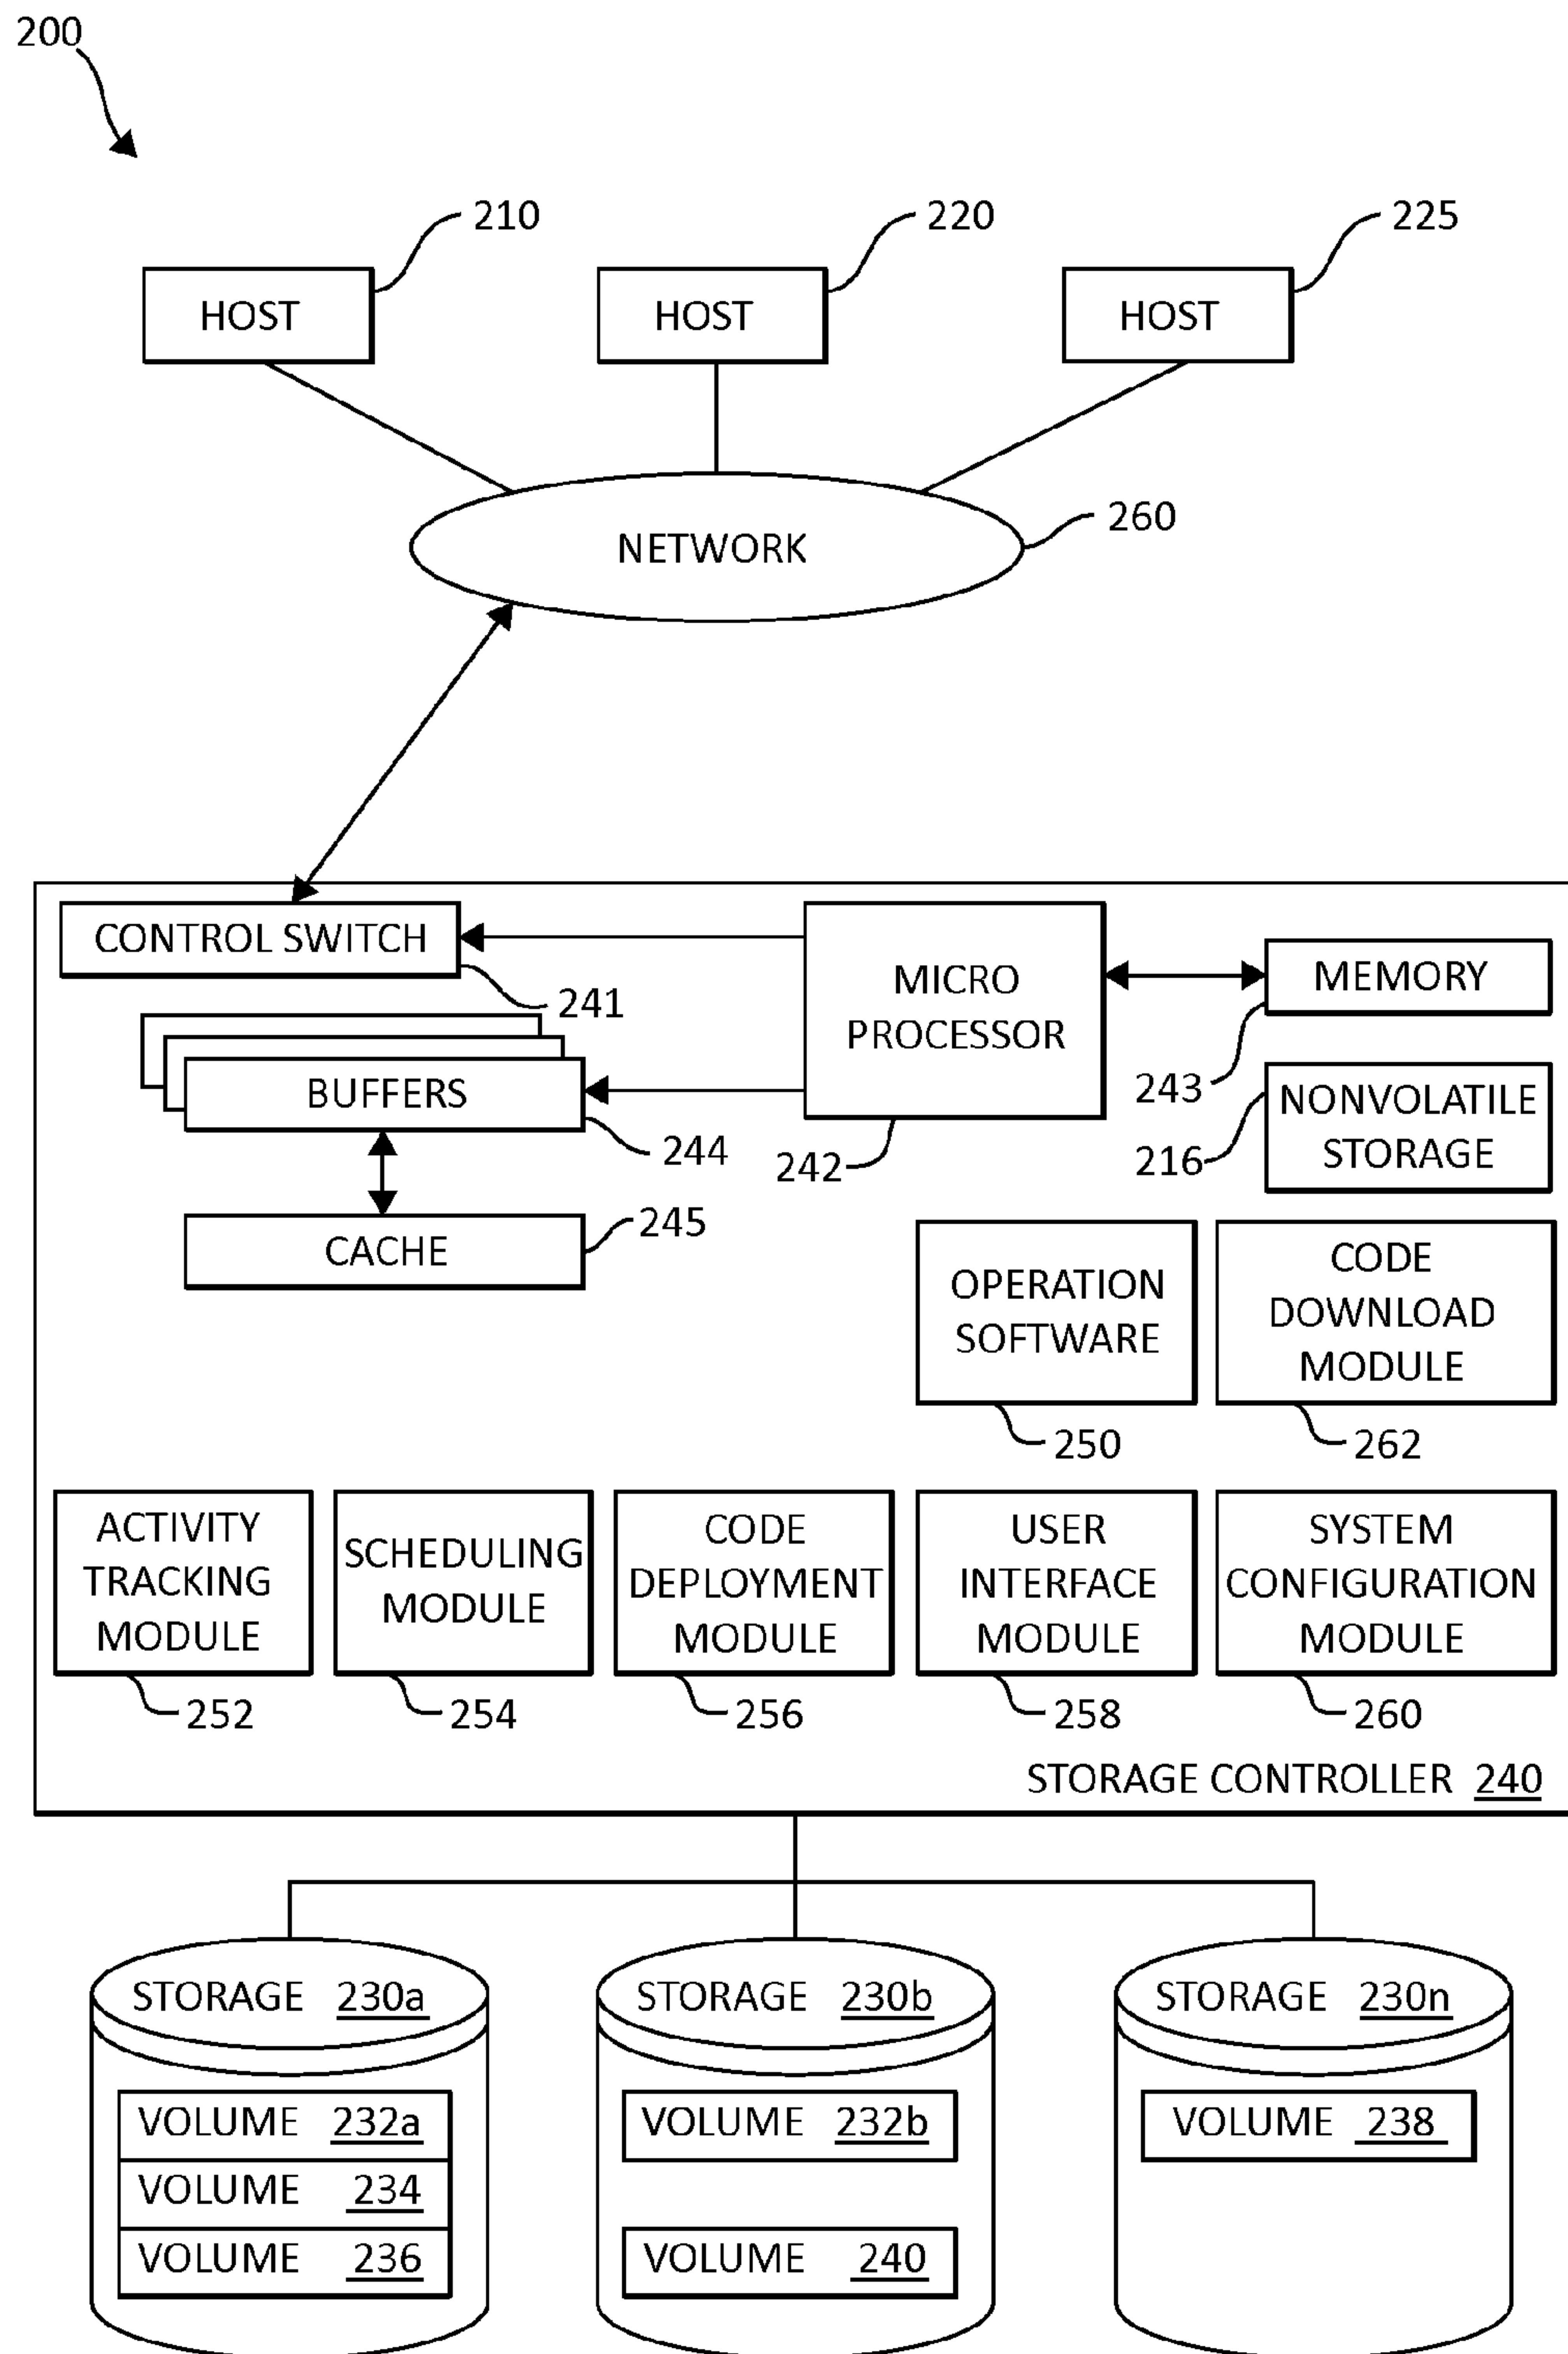 200
210
220
225
HOST
HOST
HOST
260
NETWORK
CONTROL SWITCH
241
MICRO
PROCESSOR
242
MEMORY
243
BUFFERS
244
NONVOLATILE
STORAGE
216
CACHE
245
OPERATION
SOFTWARE
250
CODE
DOWNLOAD
MODULE
262
ACTIVITY
TRACKING
MODULE
252
SCHEDULING
MODULE
254
CODE
DEPLOYMENT
MODULE
256
USER
INTERFACE
MODULE
258
SYSTEM
CONFIGURATION
MODULE
260
STORAGE CONTROLLER 240
STORAGE 230a
VOLUME 232a
VOLUME 234
VOLUME 236
STORAGE 230b
VOLUME 232b
VOLUME 240
STORAGE 230n
VOLUME 238